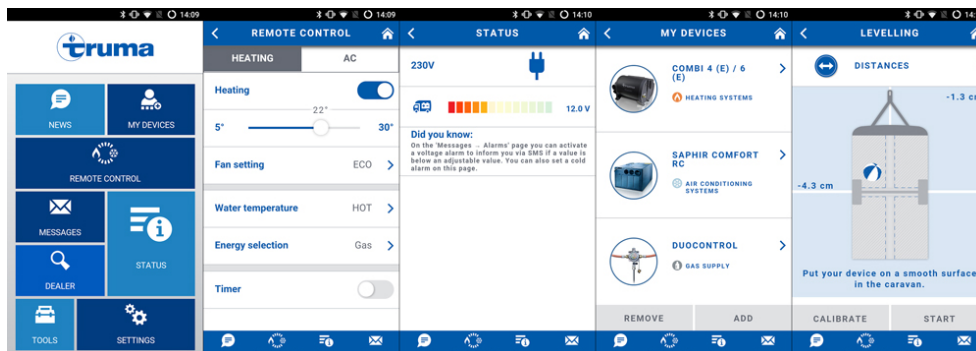 14:09
truma
NEWS
MY DEVICES
REMOTE CONTROL
MESSAGES
DEALER
STATUS
TOOLS
SETTINGS
14:09
REMOTE CONTROL
HEATING AC
Heating
22°
5° 30°
Fan setting ECO
Water temperature HOT
Energy selection Gas
Timer
14:10
STATUS
230V
12.0 V
Did you know:
On the 'Messages → Alarms' page you can activate
a voltage alarm to inform you via SMS if a value is
below an adjustable value. You can also set a cold
alarm on this page.
14:10
MY DEVICES
COMBI 4 (E) / 6
(E)
HEATING SYSTEMS
SAPHIR COMFORT
RC
AIR CONDITIONING
SYSTEMS
DUOCONTROL
GAS SUPPLY
REMOVE ADD
14:
LEVELLING
DISTANCES
-1.3 c
-4.3 cm
Put your device on a smooth surface
in the caravan.
CALIBRATE START